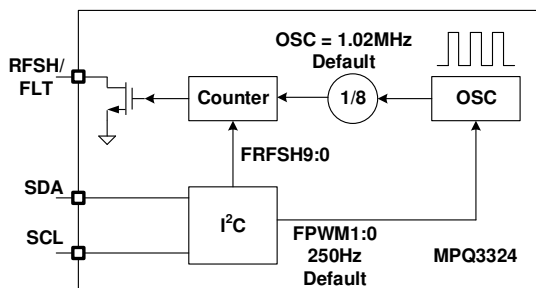 OSC = 1.02MHz
Default
RFSH/
FLT
Counter
1/8
OSC
FRFSH9:0
SDA
I²C
SCL
FPWM1:0
250Hz
Default
MPQ3324